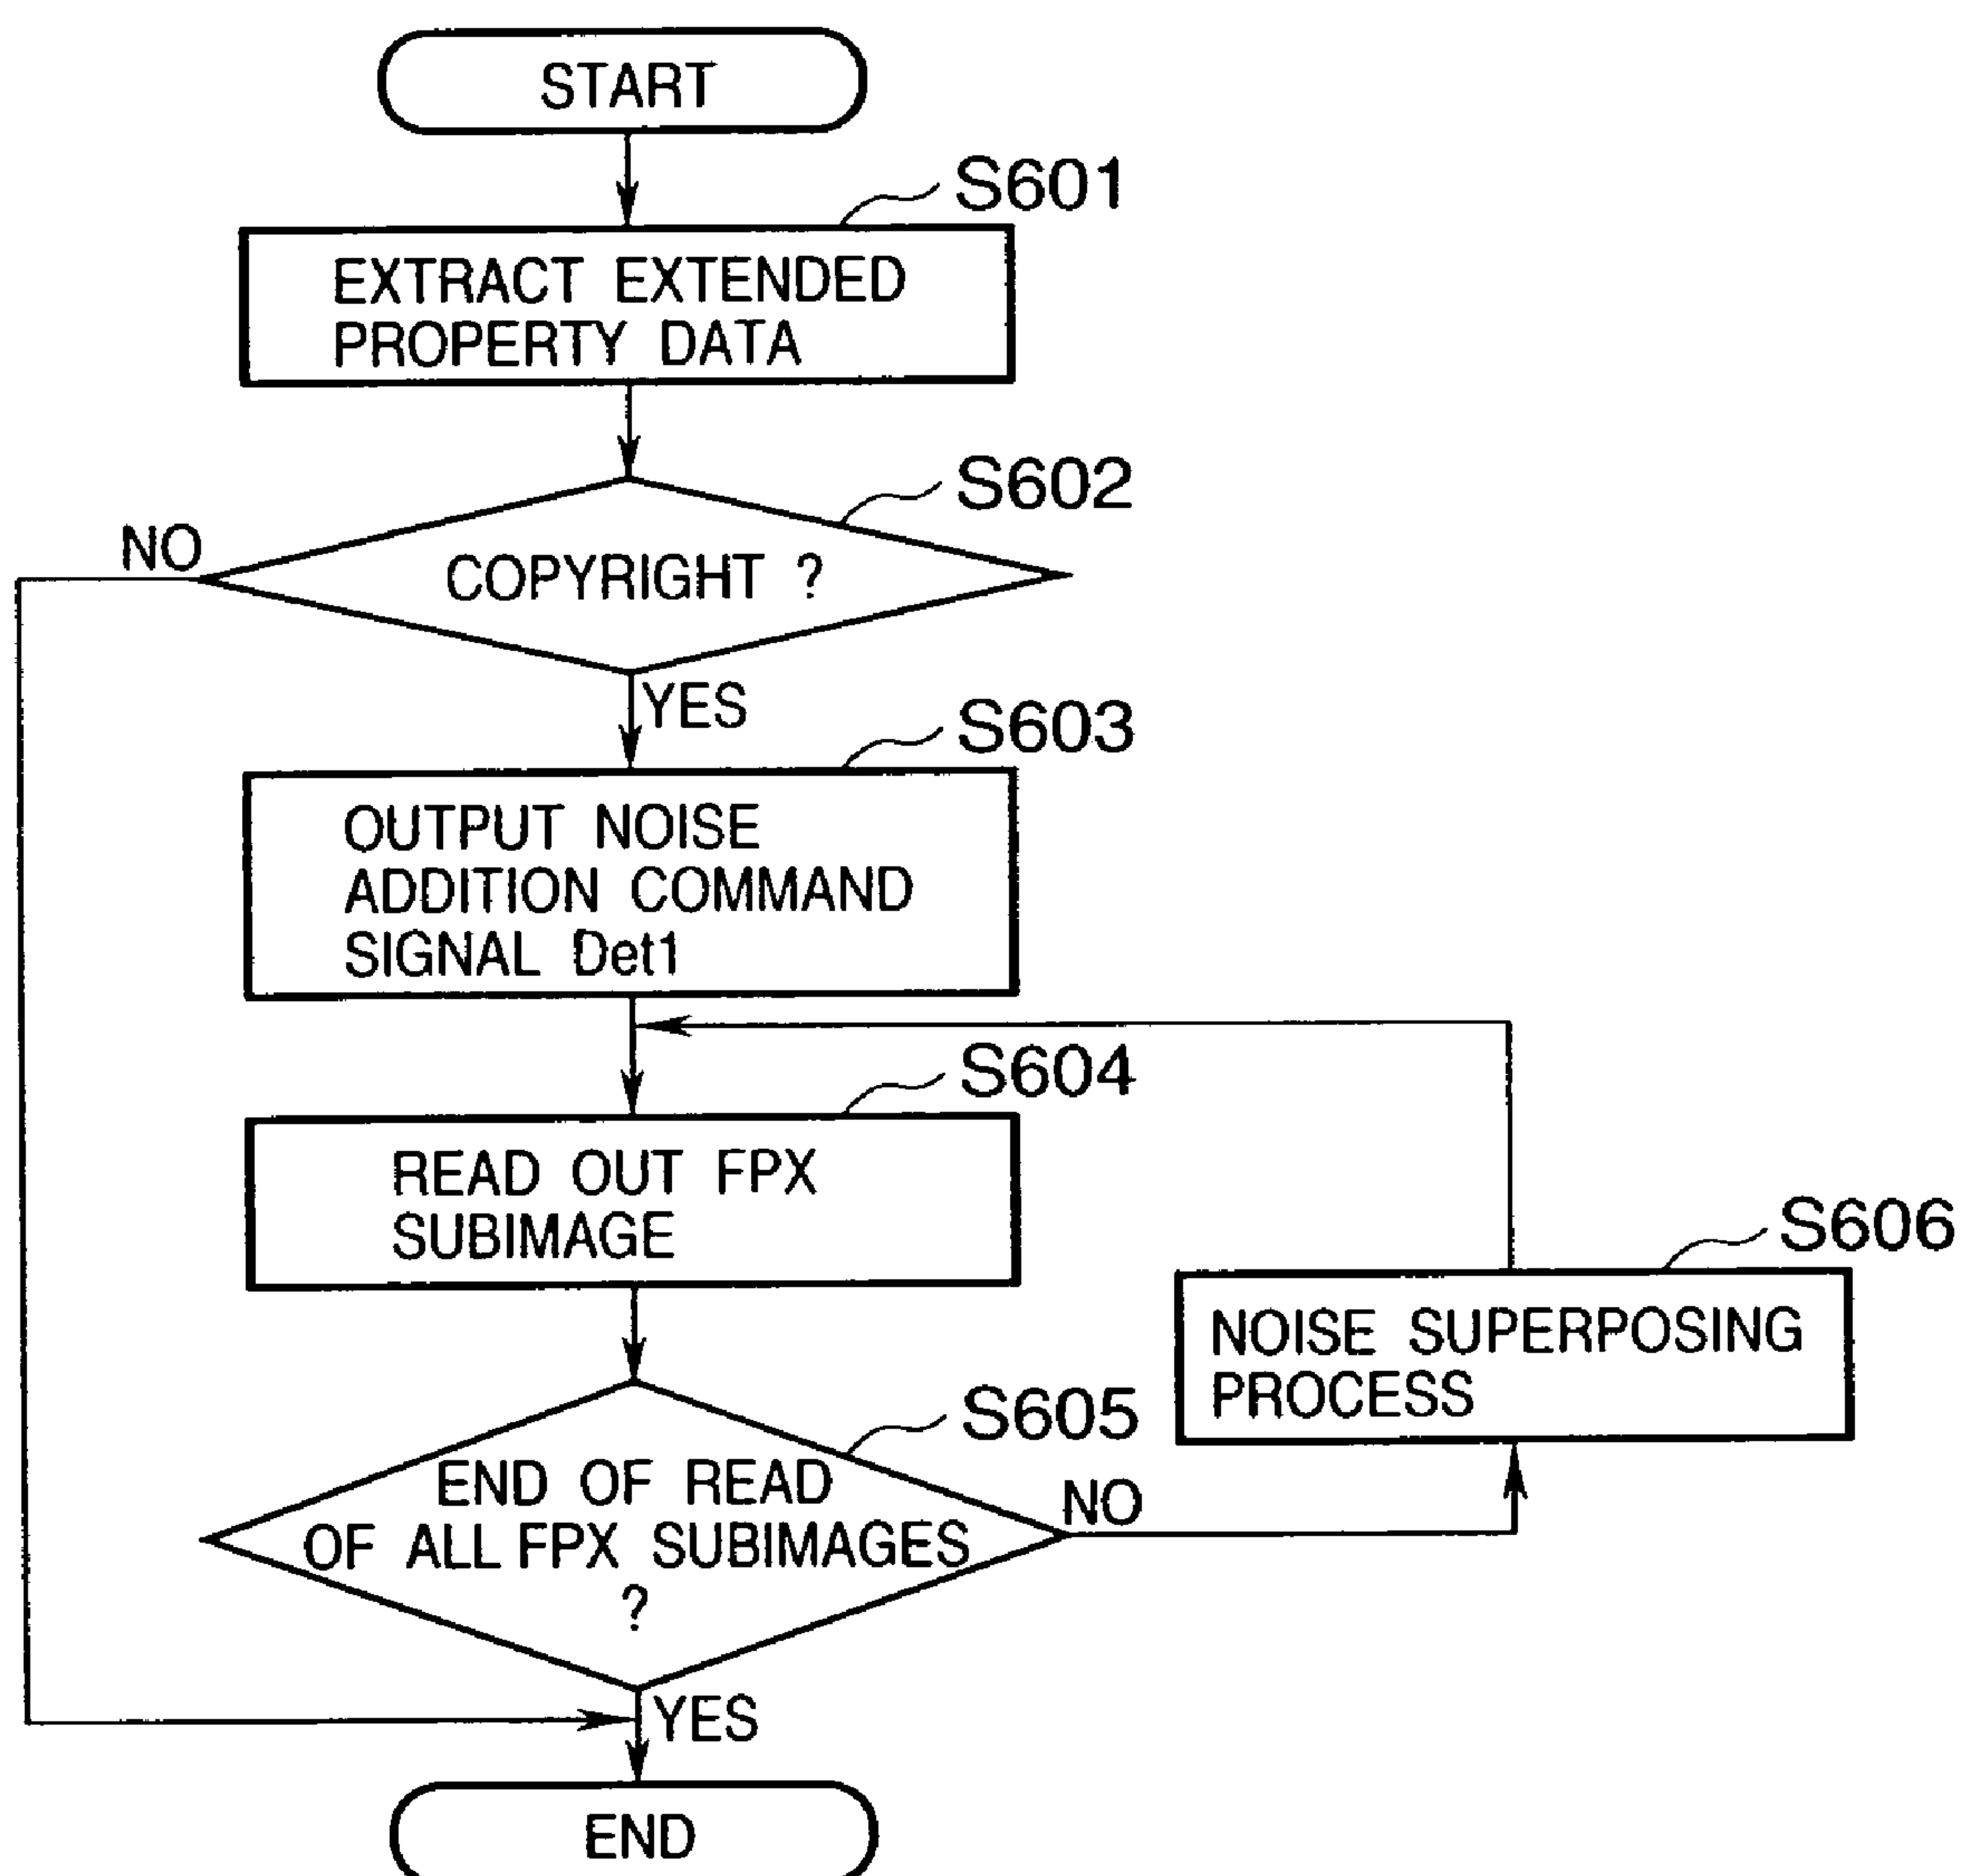 START
S601
EXTRACT EXTENDED
PROPERTY DATA
S602
NO
COPYRIGHT ?
YES
S603
OUTPUT NOISE
ADDITION COMMAND
SIGNAL Det1
S604
READ OUT FPX
SUBIMAGE
S606
NOISE SUPERPOSING
PROCESS
S605
END OF READ
OF ALL FPX SUBIMAGES
?
NO
YES
END